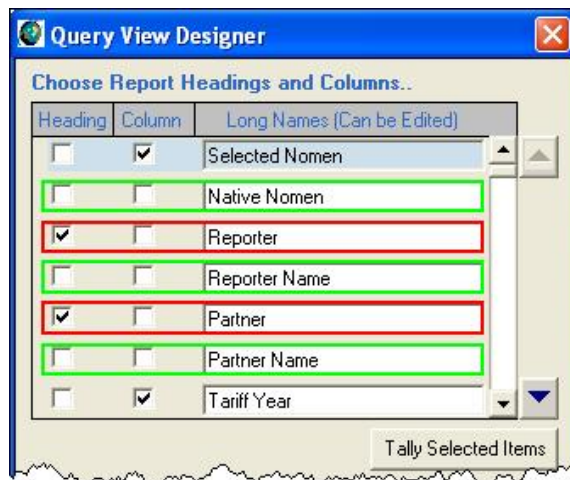 Query View Designer
Choose Report Headings and Columns..
Heading Column Long Names (Can be Edited)
Selected Nomen
Native Nomen
Reporter
Reporter Name
Partner
Partner Name
Tariff Year
Tally Selected Items